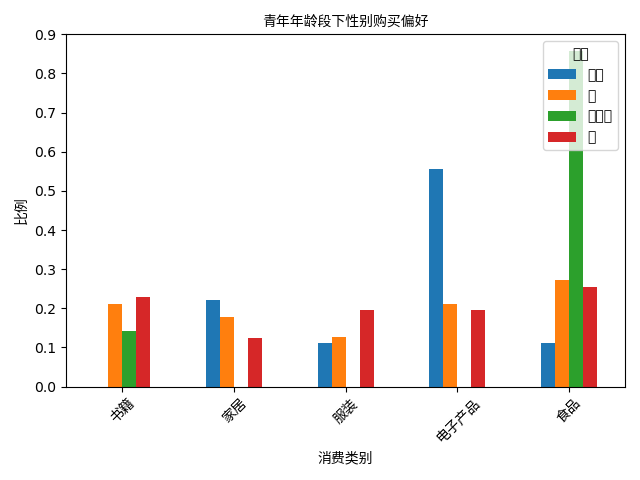 青年年龄段下性别购买偏好
0.9
0.8
0.7
0.6
0.5
0.4
0.3
0.2
0.1
0.0
比例
书籍
家居
服装
电子产品
食品
消费类别